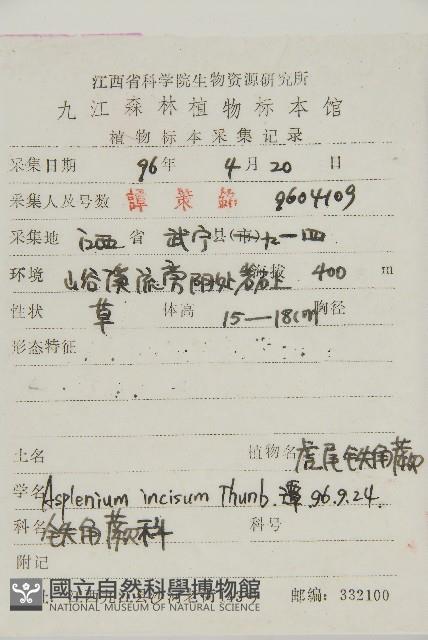 江西省科学院生物资源研究所
九江森林植物标本馆
植物标本采集记录
采集日期 96年 4月20日
采集人及号数 譚策銘 9604109
采集地 江西省 武宁县(市)九一四
环境 山谷溪流旁阴处岩上 海拔 400 m
性状 草 体高 15—18cm 胸径
形态特征
土名 植物名 虎尾铁角蕨
学名 Asplenium incisum Thunb. 譚 96.9.24.
科名 铁角蕨科 科号
附记
國立自然科學博物館
NATIONAL MUSEUM OF NATURAL SCIENCE
邮编：332100